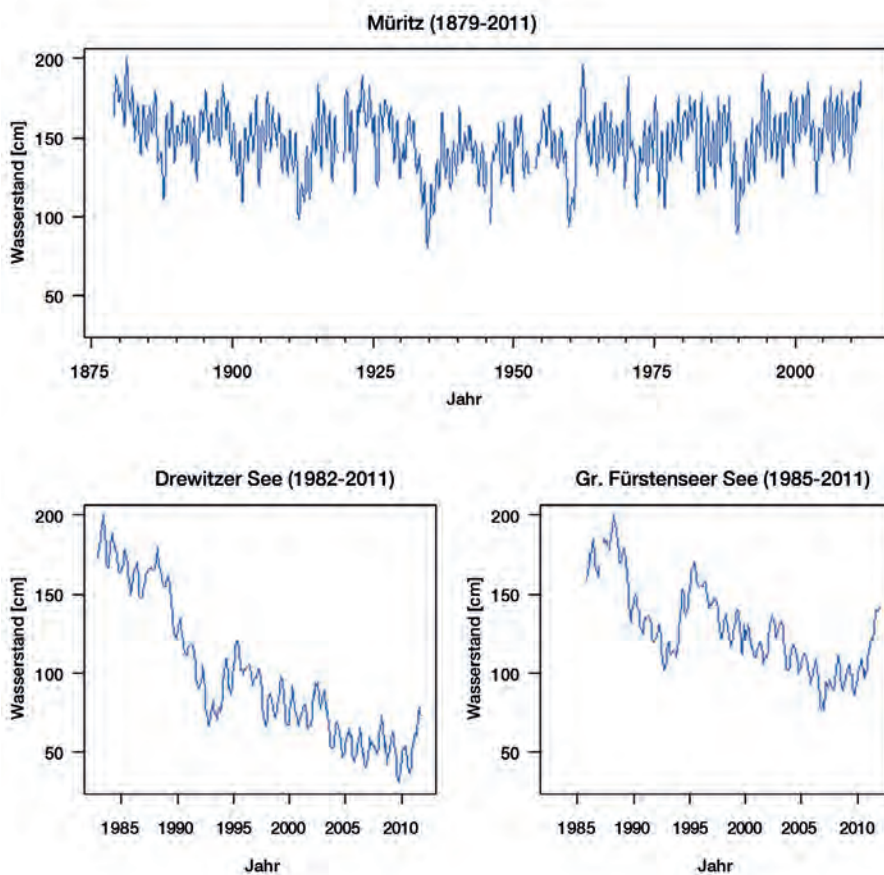 Müritz (1879-2011)
Wasserstand [cm]
200
150
100
50
1875 1900 1925 1950 1975 2000
Jahr
Drewitzer See (1982-2011)
Wasserstand [cm]
200
150
100
50
1985 1990 1995 2000 2005 2010
Jahr
Gr. Fürstenseer See (1985-2011)
Wasserstand [cm]
200
150
100
50
1985 1990 1995 2000 2005 2010
Jahr